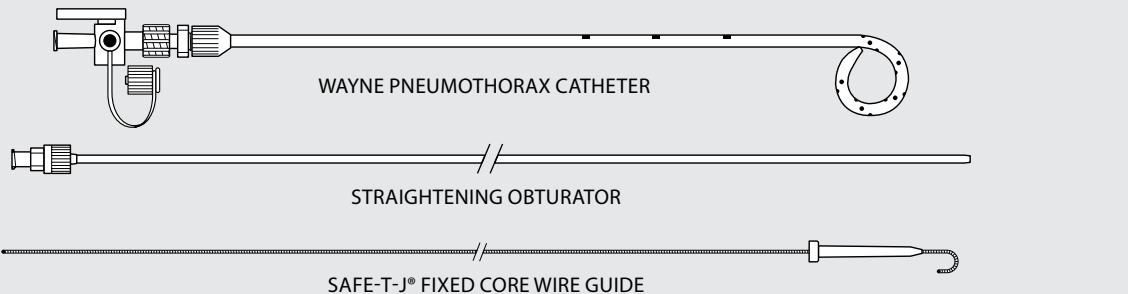 WAYNE PNEUMOTHORAX CATHETER
STRAIGHTENING OBTURATOR
SAFE-T-J® FIXED CORE WIRE GUIDE